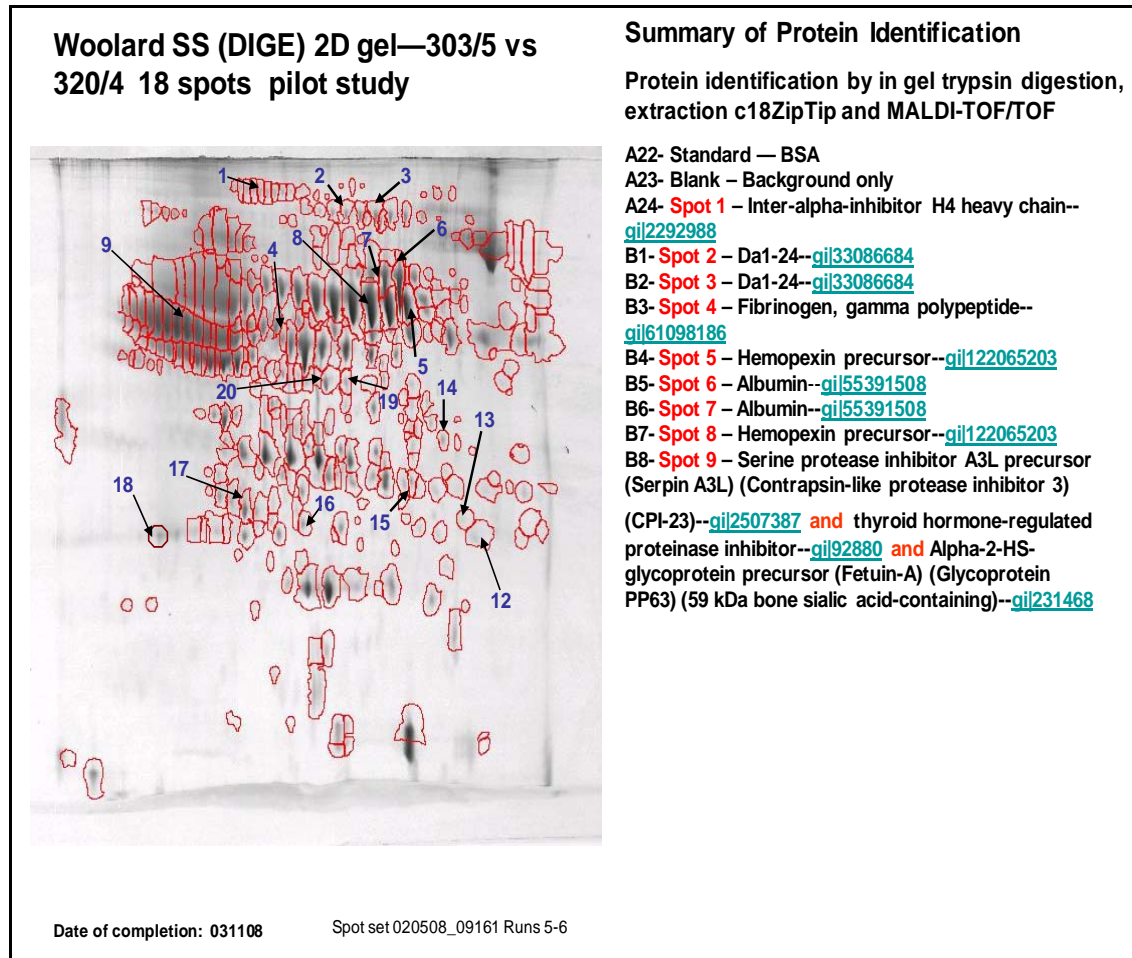 Woolard SS (DIGE) 2D gel—303/5 vs
320/4 18 spots pilot study
1
2
3
9
4
8
7
6
5
20
19
14
13
17
18
16
15
12
Date of completion: 031108
Spot set 020508_09161 Runs 5-6
Summary of Protein Identification
Protein identification by in gel trypsin digestion,
extraction c18ZipTip and MALDI-TOF/TOF
A22- Standard — BSA
A23- Blank – Background only
A24- Spot 1 – Inter-alpha-inhibitor H4 heavy chain--
gi|2292988
B1- Spot 2 – Da1-24--gi|33086684
B2- Spot 3 – Da1-24--gi|33086684
B3- Spot 4 – Fibrinogen, gamma polypeptide--
gi|61098186
B4- Spot 5 – Hemopexin precursor--gi|122065203
B5- Spot 6 – Albumin--gi|55391508
B6- Spot 7 – Albumin--gi|55391508
B7- Spot 8 – Hemopexin precursor--gi|122065203
B8- Spot 9 – Serine protease inhibitor A3L precursor
(Serpin A3L) (Contrapsin-like protease inhibitor 3)
(CPI-23)--gi|2507387 and thyroid hormone-regulated
proteinase inhibitor--gi|92880 and Alpha-2-HS-
glycoprotein precursor (Fetuin-A) (Glycoprotein
PP63) (59 kDa bone sialic acid-containing)--gi|231468